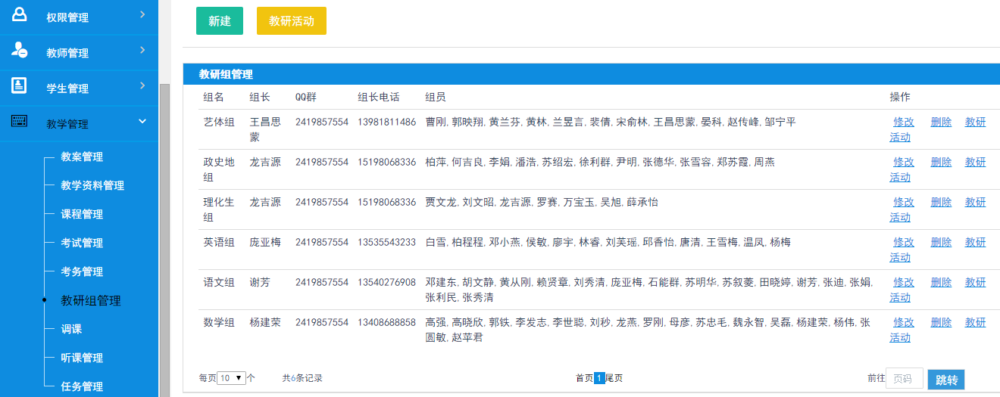 权限管理
教师管理
学生管理
教学管理
教案管理
教学资料管理
课程管理
考试管理
考务管理
教研组管理
调课
听课管理
任务管理
新建 教研活动
教研组管理
组名 组长 QQ群 组长电话 组员 操作
艺体组 王昌思 2419857554 13981811486 曹刚, 郭映翔, 黄兰芬, 黄林, 兰昱言, 裴倩, 宋俞林, 王昌思蒙, 晏科, 赵传峰, 邹宁平 修改 删除 教研
蒙 活动
政史地 龙吉源 2419857554 15198068336 柏萍, 何吉良, 李娟, 潘浩, 苏绍宏, 徐利群, 尹明, 张德华, 张雪容, 郑苏霞, 周燕 修改 删除 教研
组 活动
理化生 龙吉源 2419857554 15198068336 贾文龙, 刘文昭, 龙吉源, 罗赛, 万宝玉, 吴旭, 薛承怡 修改 删除 教研
组 活动
英语组 庞亚梅 2419857554 13535543233 白雪, 柏程程, 邓小燕, 侯敏, 廖宇, 林睿, 刘芙瑶, 邱香怡, 唐清, 王雪梅, 温凤, 杨梅 修改 删除 教研
活动
语文组 谢芳 2419857554 13540276908 邓建东, 胡文静, 黄从刚, 赖贤章, 刘秀清, 庞亚梅, 石能群, 苏明华, 苏叙菱, 田晓婷, 谢芳, 张迪, 张娟, 修改 删除 教研
张利民, 张秀清 活动
数学组 杨建荣 2419857554 13408688858 高强, 高晓欣, 郭铁, 李发志, 李世聪, 刘秒, 龙燕, 罗刚, 母彦, 苏忠毛, 魏永智, 吴磊, 杨建荣, 杨伟, 张 修改 删除 教研
圆敏, 赵苹君 活动
每页 10 个 共6条记录 首页 1 尾页 前往 页码 跳转